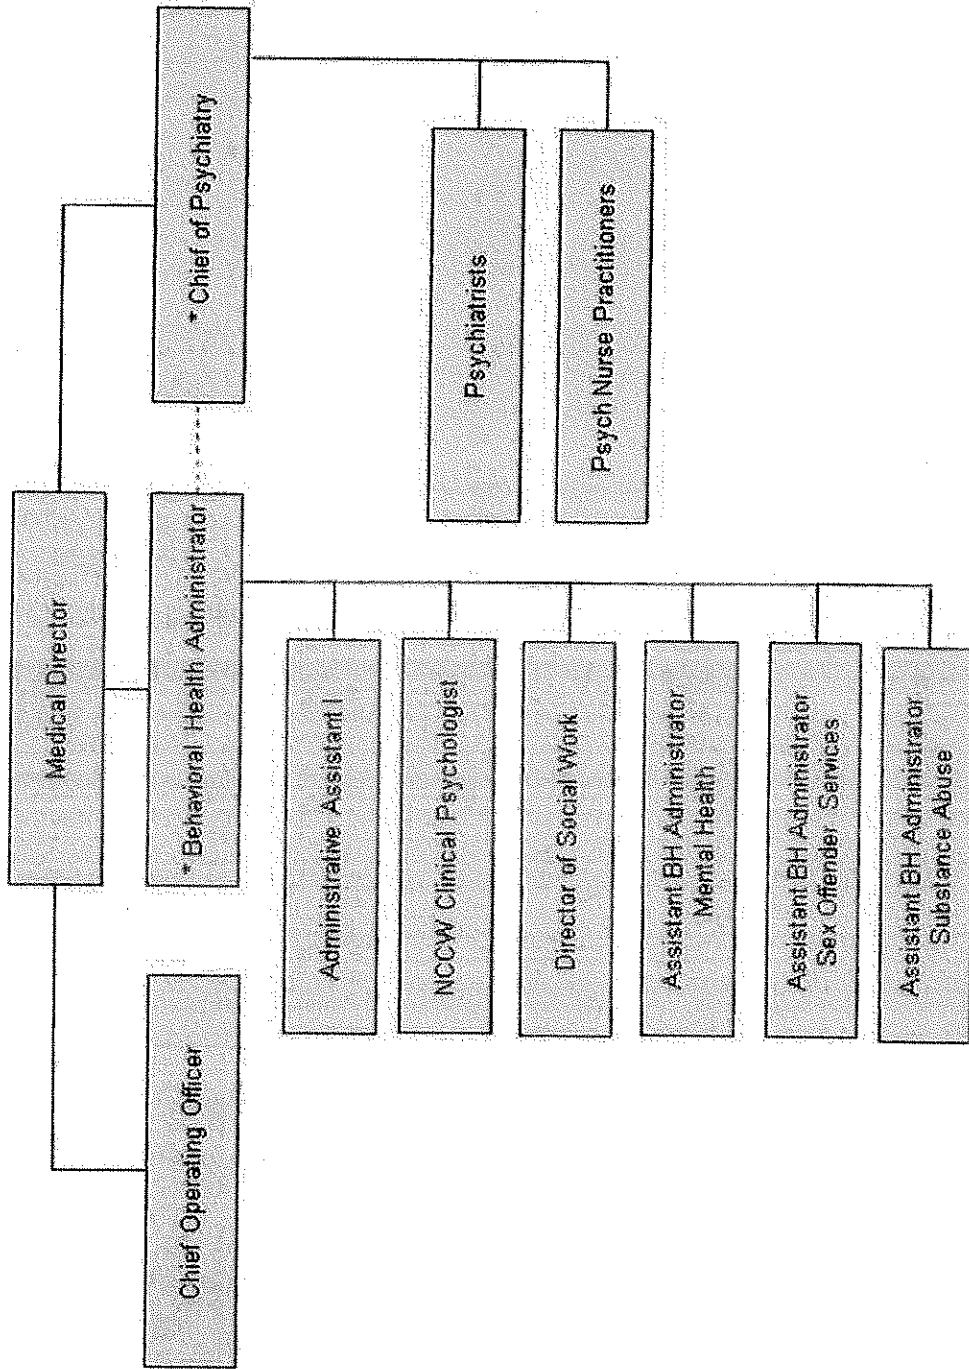 Medical Director
Chief Operating Officer
* Behavioral Health Administrator
* Chief of Psychiatry
Administrative Assistant I
NCCW Clinical Psychologist
Director of Social Work
Assistant BH Administrator
Mental Health
Assistant BH Administrator
Sex Offender Services
Assistant BH Administrator
Substance Abuse
Psychiatrists
Psych Nurse Practitioners